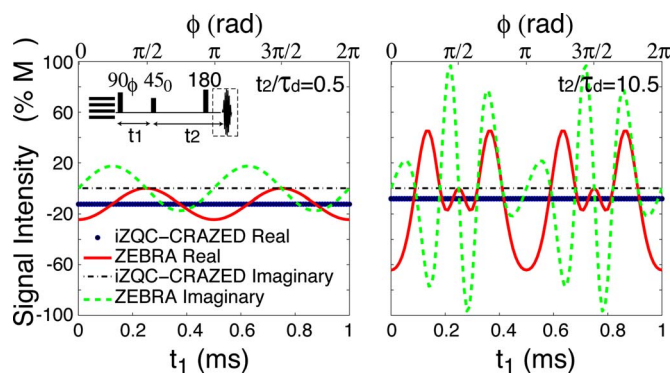 ϕ (rad)
0 π/2 π 3π/2 2π
ϕ (rad)
0 π/2 π 3π/2 2π
Signal Intensity
(% M)
100
60
20
-20
-60
-100
t2/τd=0.5
90ϕ 45₀ 180
t1 t2
iZQC-CRAZED Real
ZEBRA Real
iZQC-CRAZED Imaginary
ZEBRA Imaginary
t2/τd=10.5
0 0.2 0.4 0.6 0.8 1
0 0.2 0.4 0.6 0.8 1
t₁ (ms)
t₁ (ms)